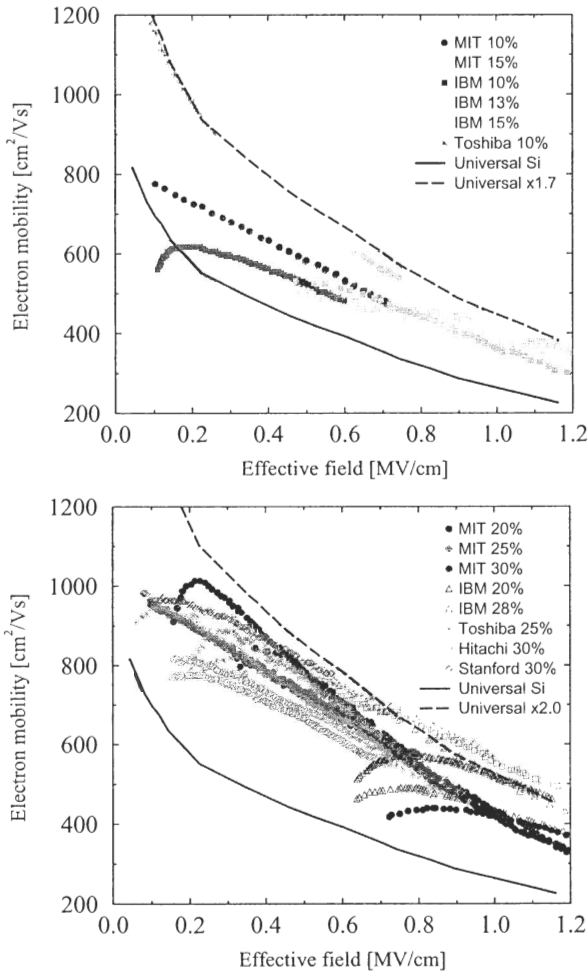 1200
1000
800
600
400
200
Electron mobility [cm²/Vs]
MIT 10%
MIT 15%
IBM 10%
IBM 13%
IBM 15%
Toshiba 10%
Universal Si
Universal x1.7
0.0 0.2 0.4 0.6 0.8 1.0 1.2
Effective field [MV/cm]
1200
1000
800
600
400
200
Electron mobility [cm²/Vs]
MIT 20%
MIT 25%
MIT 30%
IBM 20%
IBM 28%
Toshiba 25%
Hitachi 30%
Stanford 30%
Universal Si
Universal x2.0
0.0 0.2 0.4 0.6 0.8 1.0 1.2
Effective field [MV/cm]